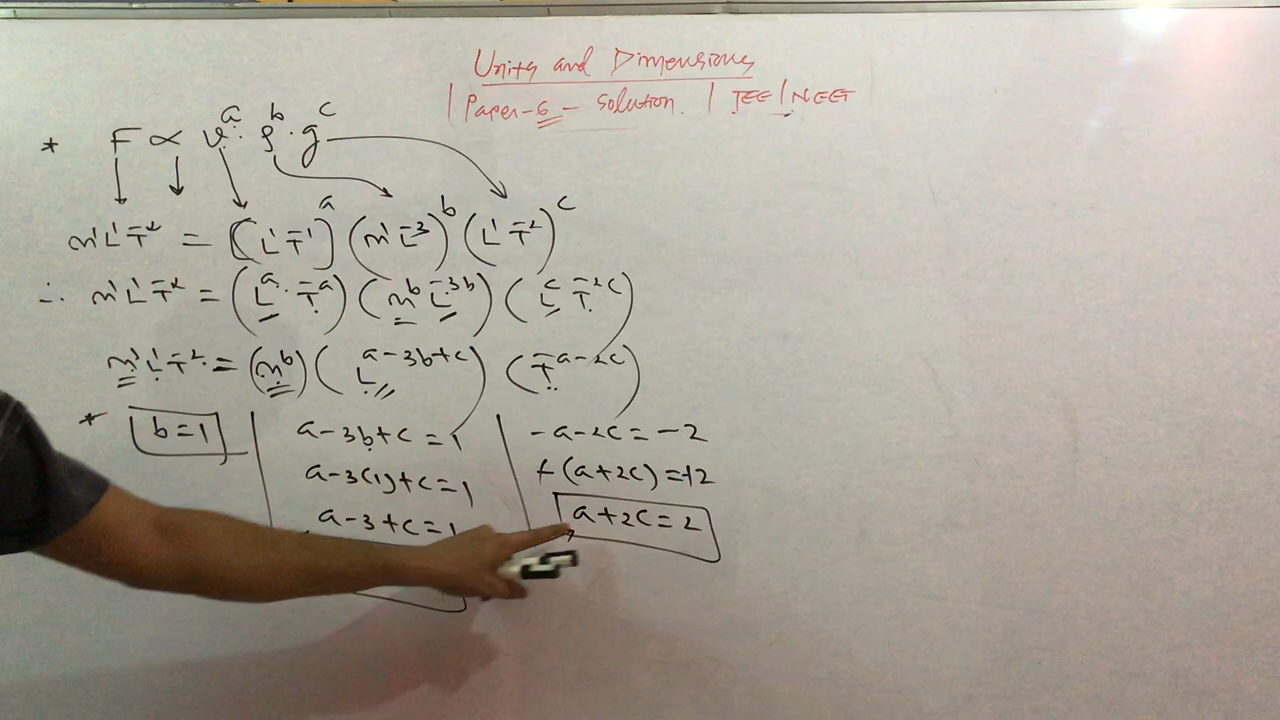 Units and Dimensions
| Paper-6 - Solution. | JEE | NEET
* F ∝ v^a . ρ^b . g^c
M¹L¹T⁻² = [L¹T⁻¹]^a (M¹L⁻³)^b (L¹T⁻²)^c
∴ M¹L¹T⁻² = (L^a . T^-a) (M^b L^-3b) (L^c T^-2c)
M¹L¹T⁻² = (M^b) (L^a-3b+c) (T^-a-2c)
* b=1
a-3b+c=1
a-3(1)+c=1
a-3+c=1
-a-2c=-2
+(a+2c)=+2
a+2c=2